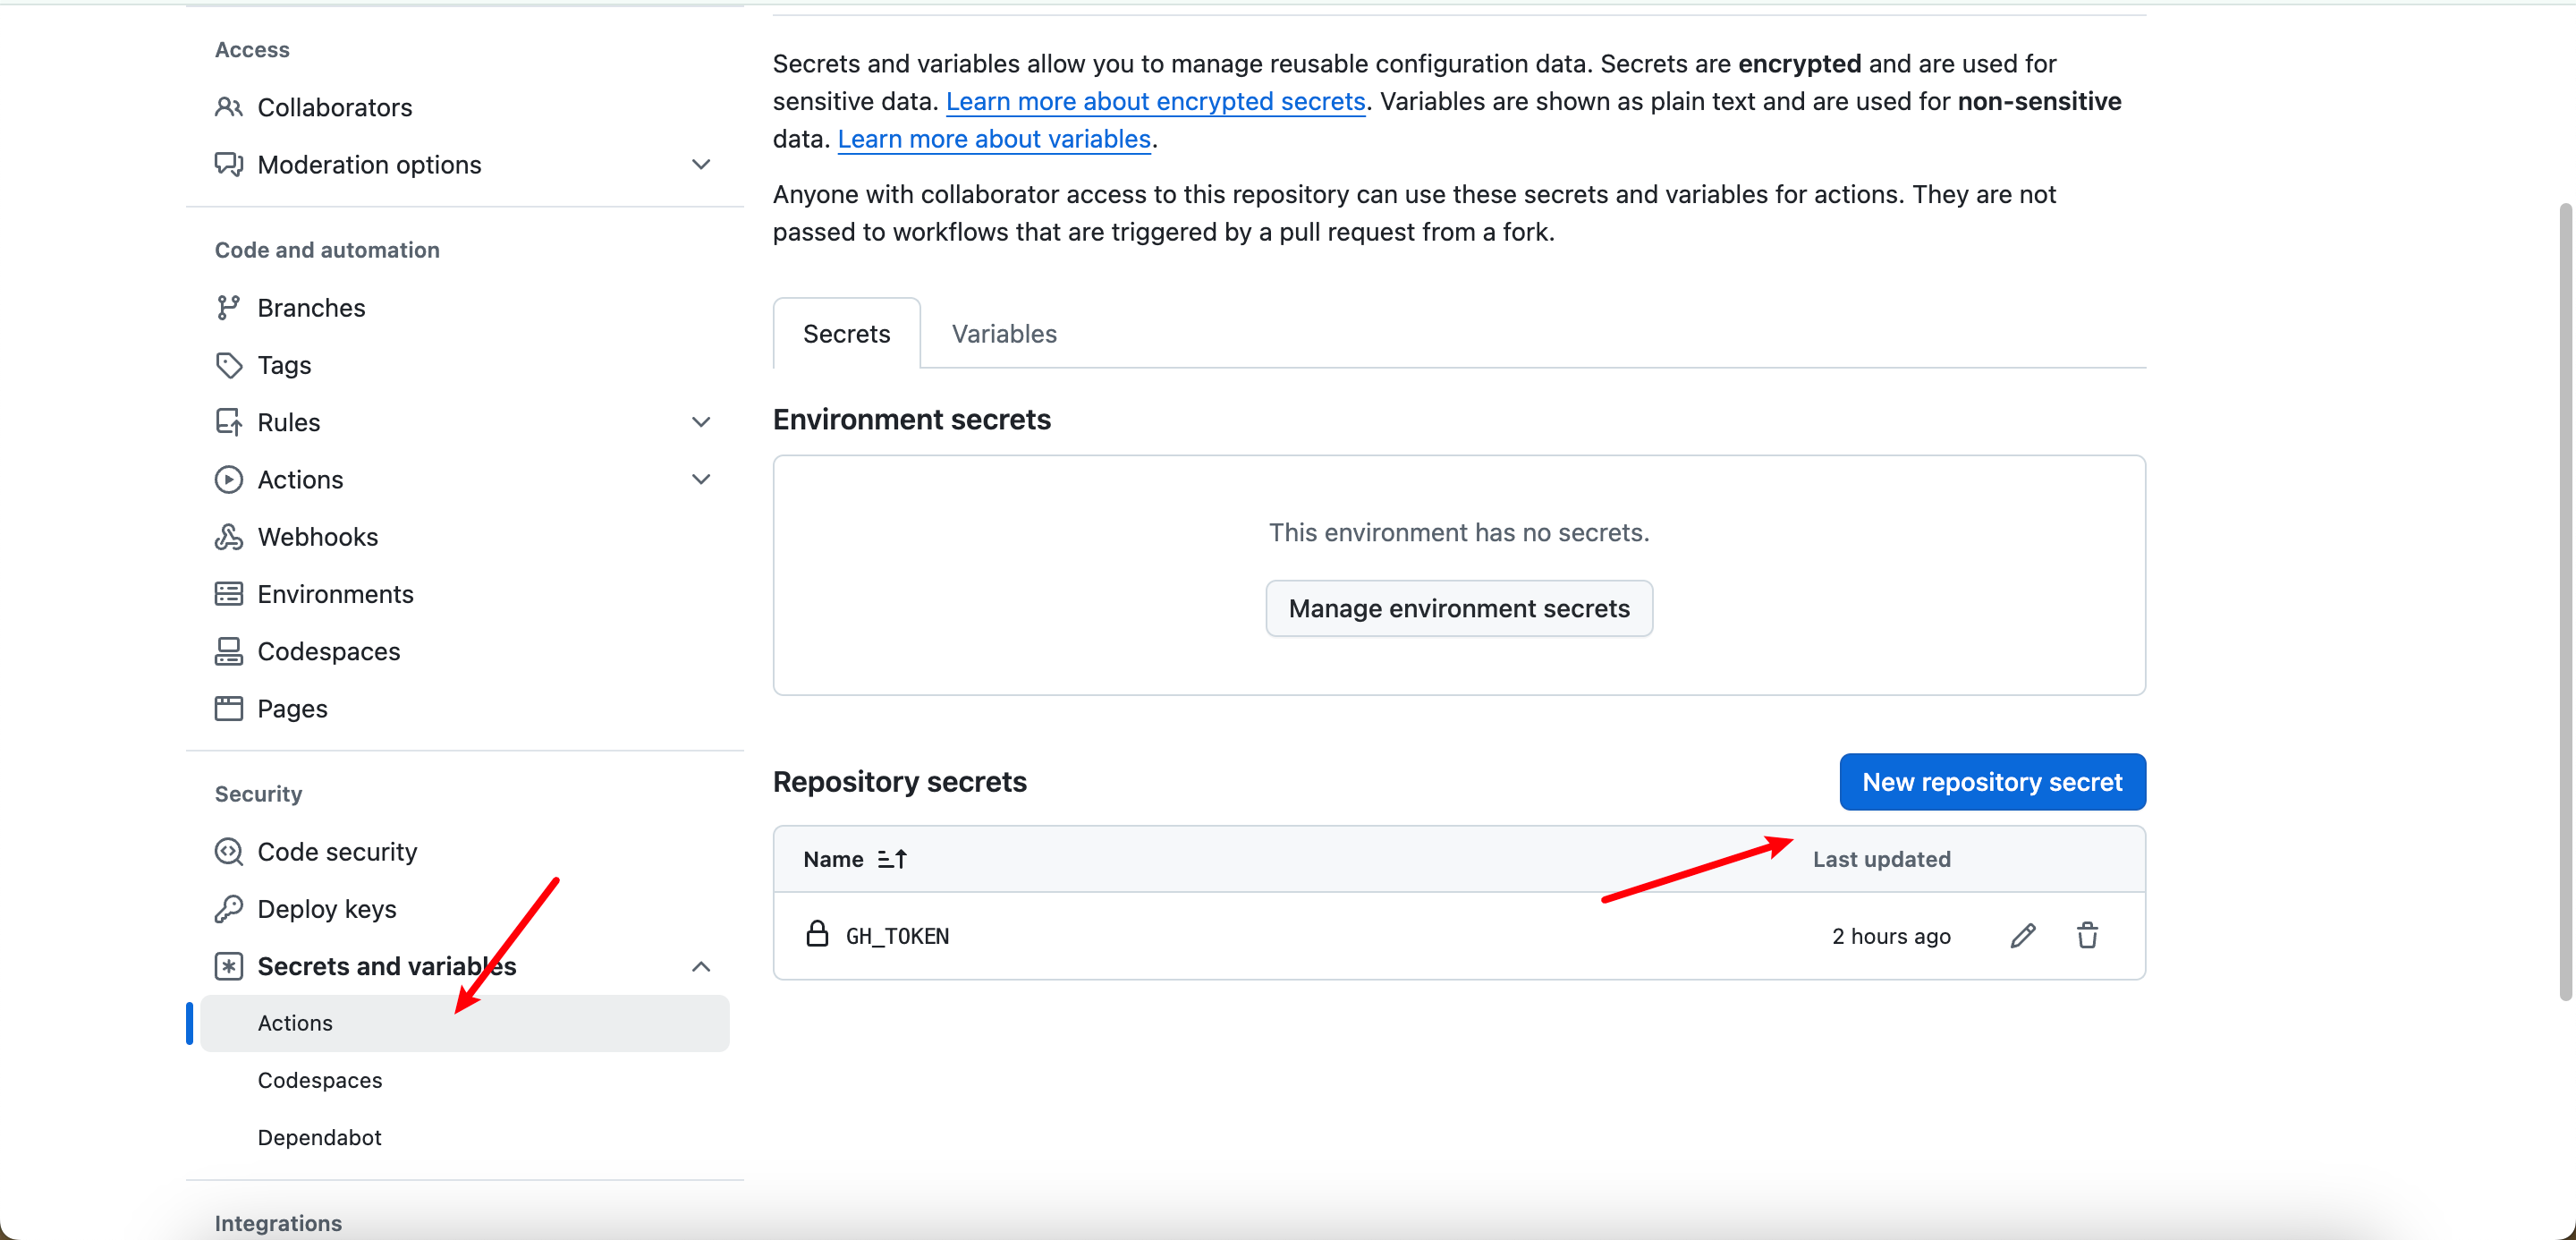 Access
Collaborators
Moderation options
Code and automation
Branches
Tags
Rules
Actions
Webhooks
Environments
Codespaces
Pages
Security
Code security
Deploy keys
Secrets and variables
Actions
Codespaces
Dependabot
Integrations
Secrets and variables allow you to manage reusable configuration data. Secrets are encrypted and are used for
sensitive data. Learn more about encrypted secrets. Variables are shown as plain text and are used for non-sensitive
data. Learn more about variables.
Anyone with collaborator access to this repository can use these secrets and variables for actions. They are not
passed to workflows that are triggered by a pull request from a fork.
Secrets
Variables
Environment secrets
This environment has no secrets.
Manage environment secrets
Repository secrets
New repository secret
Name
Last updated
GH_TOKEN
2 hours ago